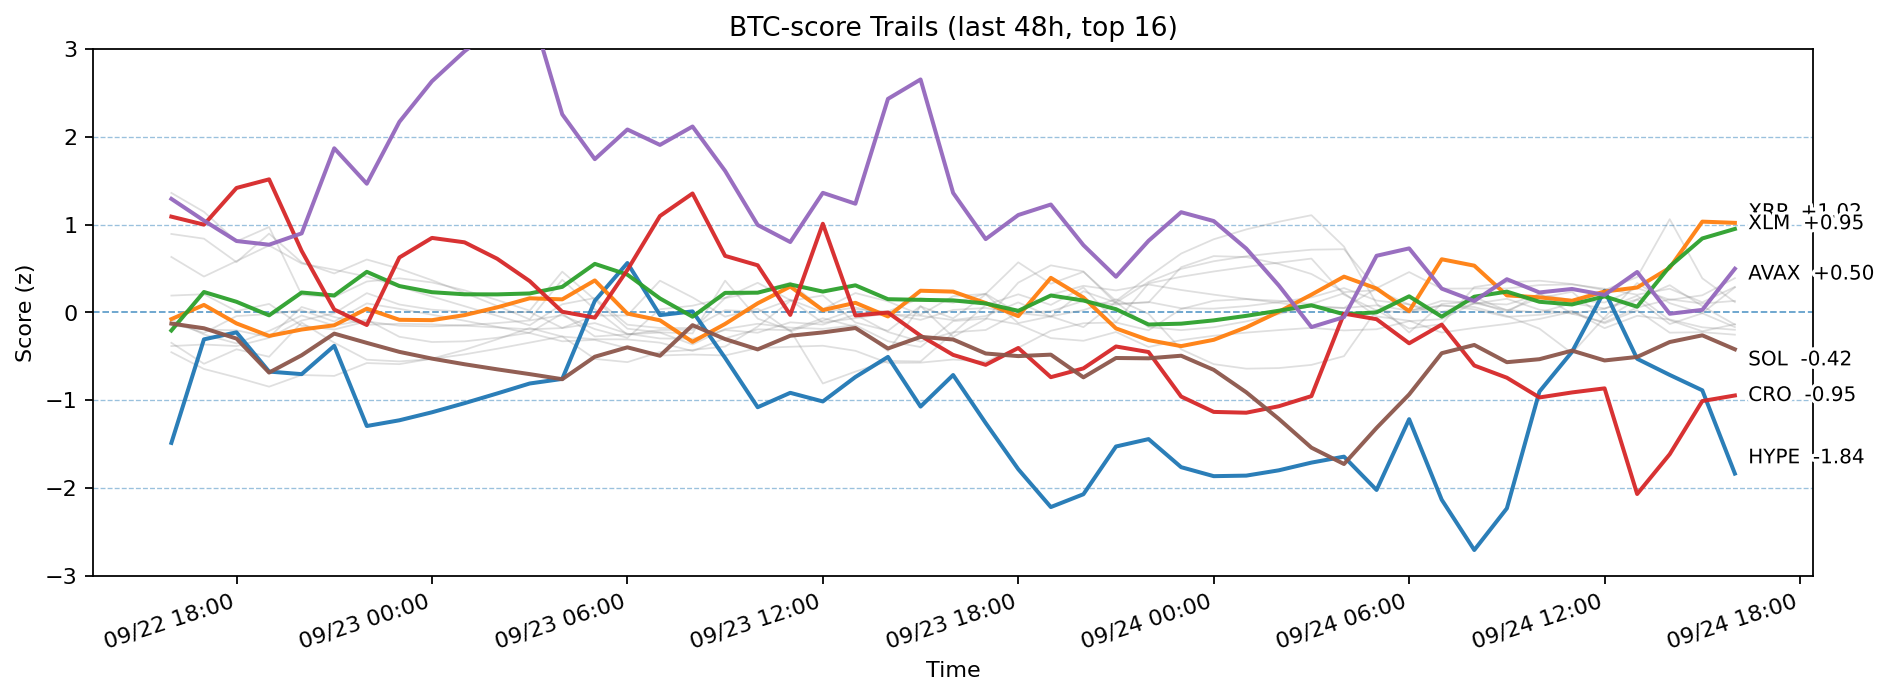 BTC-score Trails (last 48h, top 16)
Score (z)
3
2
1
0
−1
−2
−3
XRP +1.02
XLM +0.95
AVAX +0.50
SOL -0.42
CRO -0.95
HYPE -1.84
09/22 18:00
09/23 00:00
09/23 06:00
09/23 12:00
09/23 18:00
09/24 00:00
09/24 06:00
09/24 12:00
09/24 18:00
Time